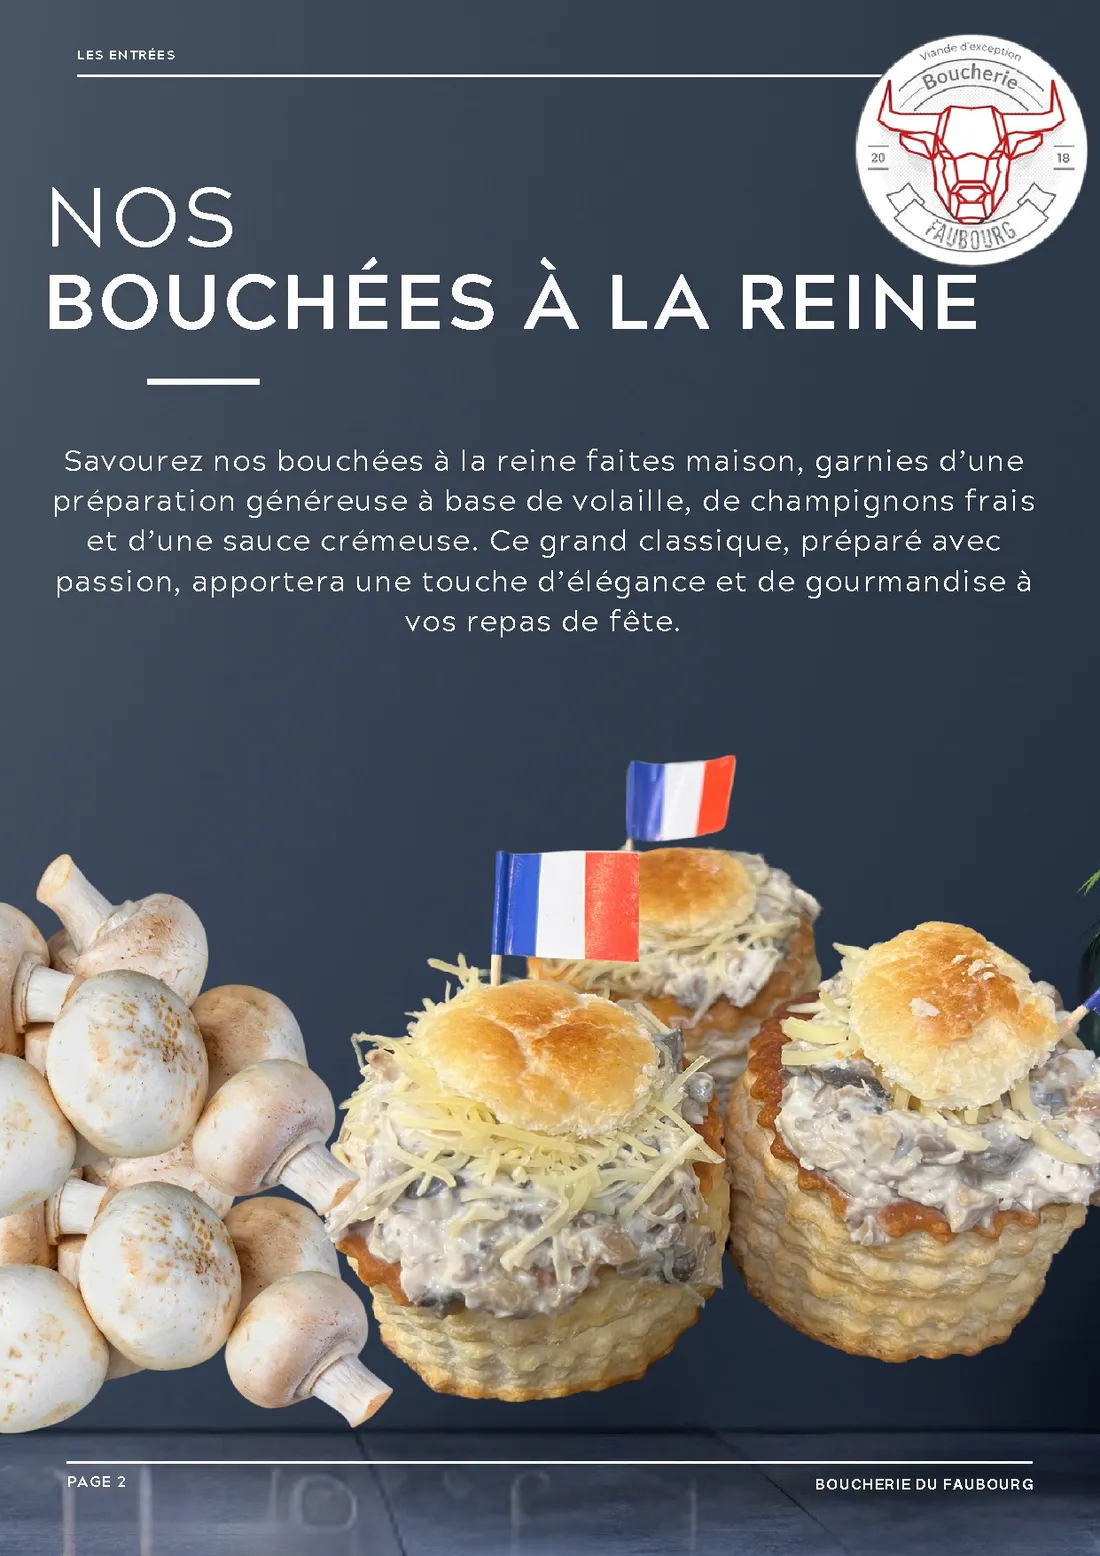 LES ENTRÉES
Viande d'exception
Boucherie
20
18
FAUBOURG
NOS
BOUCHÉES À LA REINE
Savourez nos bouchées à la reine faites maison, garnies d’une
préparation généreuse à base de volaille, de champignons frais
et d’une sauce crémeuse. Ce grand classique, préparé avec
passion, apportera une touche d’élégance et de gourmandise à
vos repas de fête.
PAGE 2
BOUCHERIE DU FAUBOURG